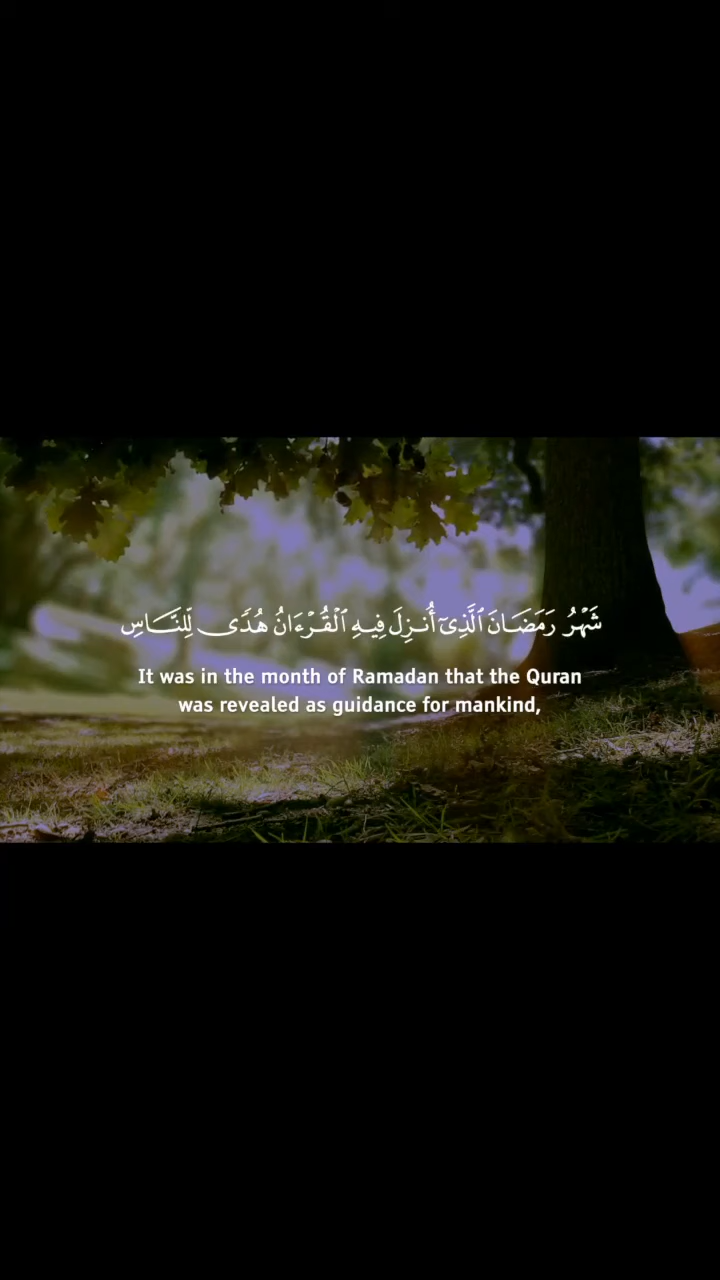 شَهْرُ رَمَضَانَ ٱلَّذِىٓ أُنزِلَ فِيهِ ٱلْقُرْءَانُ هُدًى لِّلنَّاسِ
It was in the month of Ramadan that the Quran
was revealed as guidance for mankind,